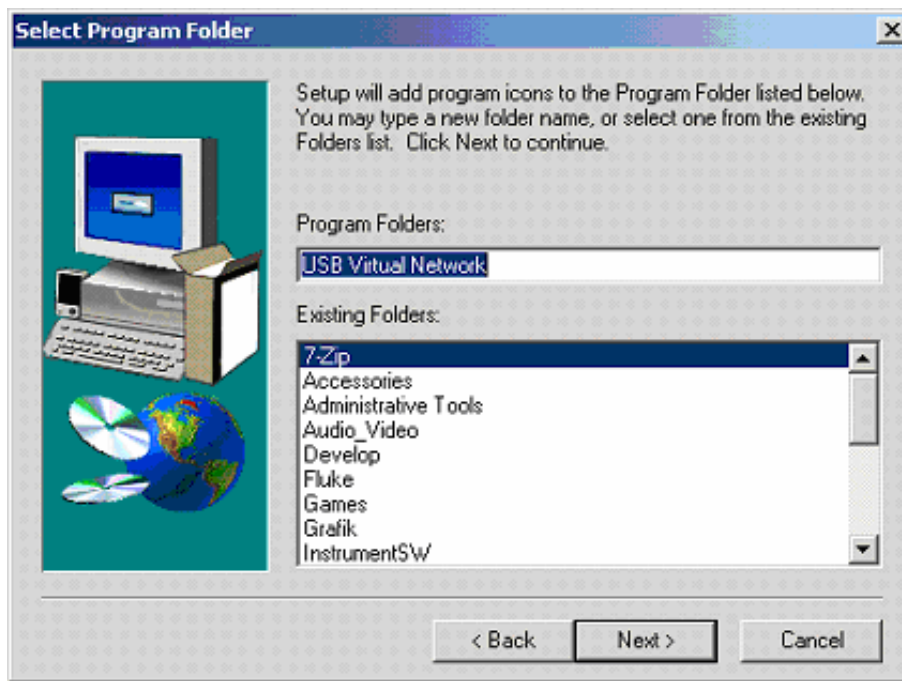 Select Program Folder
Setup will add program icons to the Program Folder listed below.
You may type a new folder name, or select one from the existing
Folders list.  Click Next to continue.
Program Folders:
USB Virtual Network
Existing Folders:
7-Zip
Accessories
Administrative Tools
Audio_Video
Develop
Fluke
Games
Grafik
InstrumentSW
< Back
Next >
Cancel